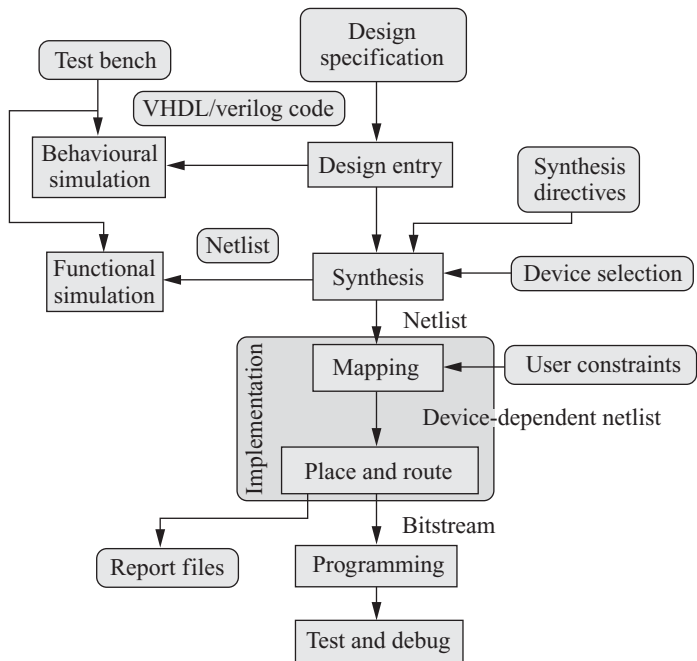 Design
specification
Test bench
VHDL/verilog code
Behavioural
simulation
Design entry
Synthesis
directives
Netlist
Functional
simulation
Synthesis
Device selection
Netlist
Implementation
Mapping
User constraints
Device-dependent netlist
Place and route
Bitstream
Report files
Programming
Test and debug